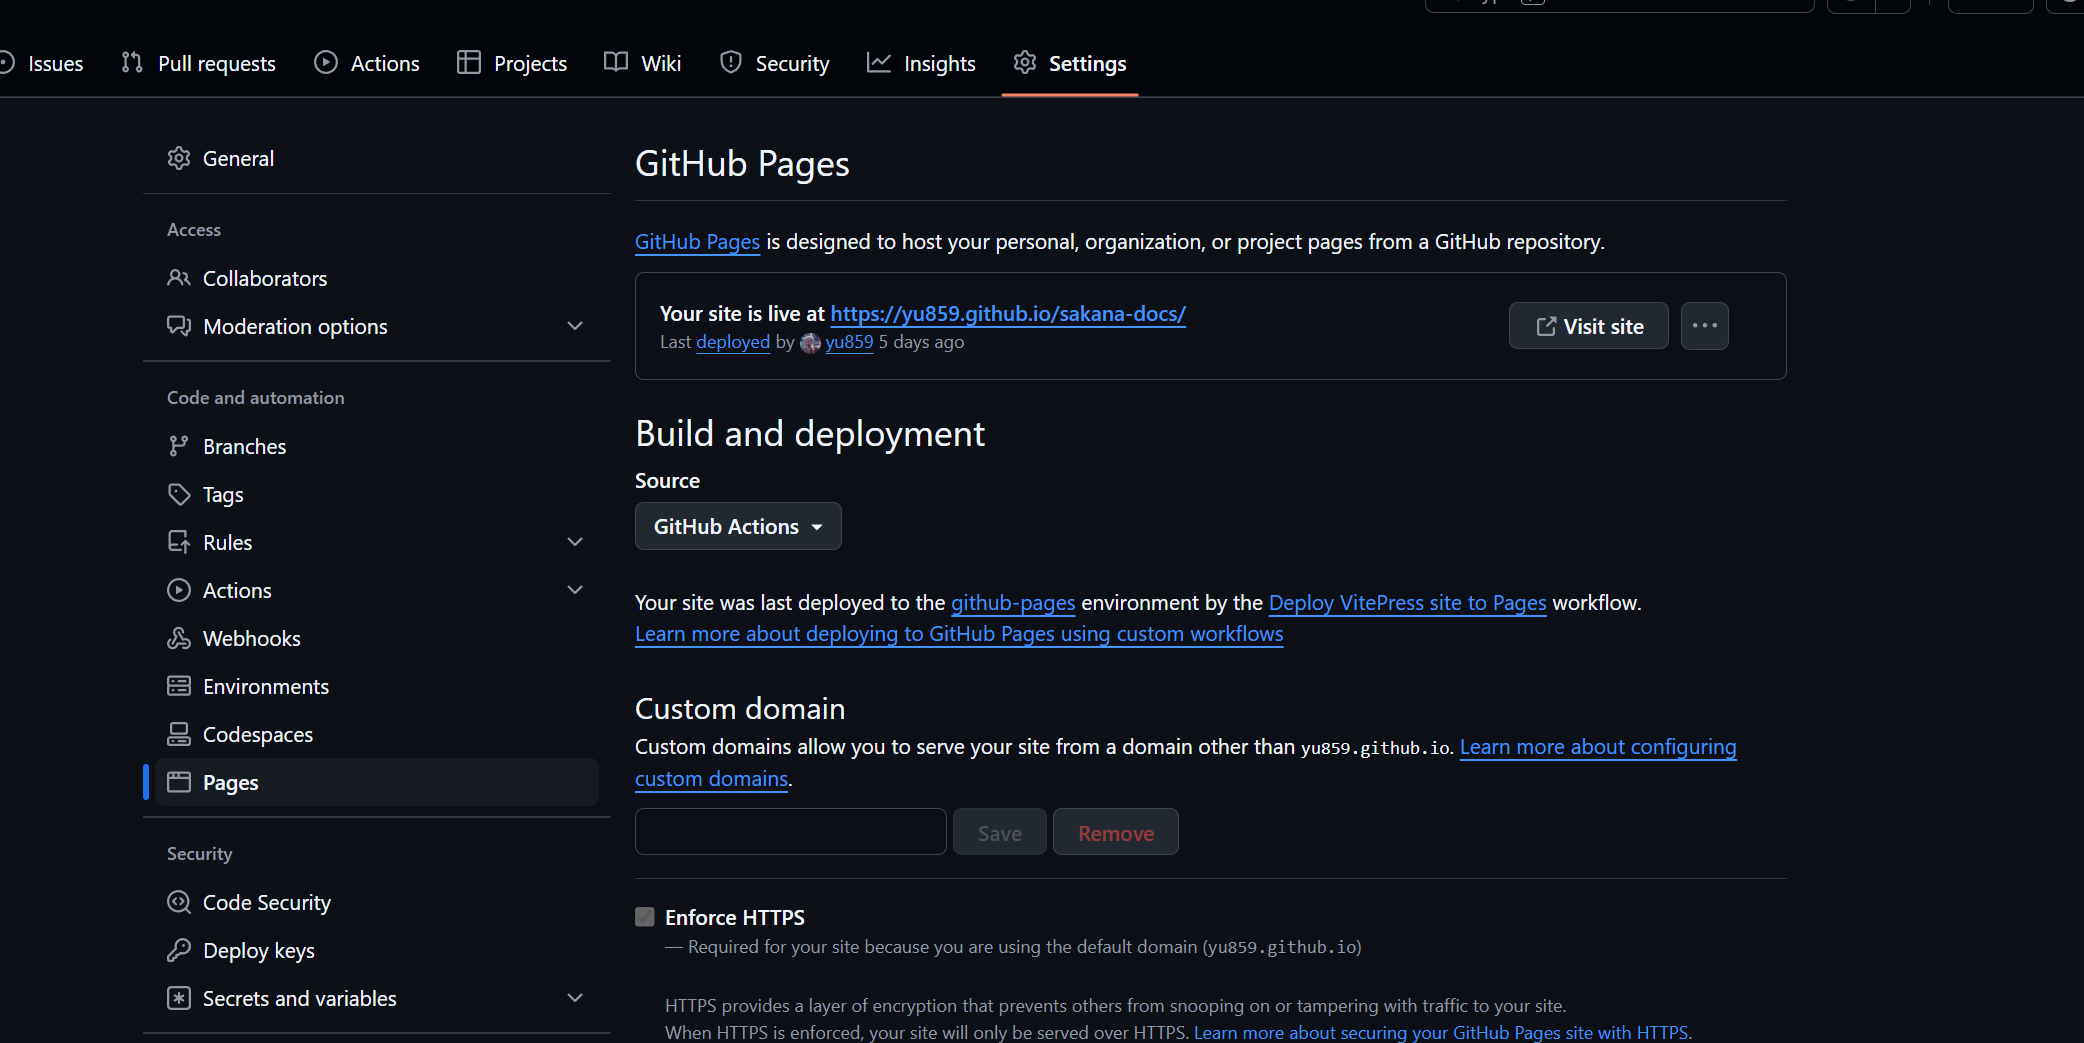 Issues Pull requests Actions Projects Wiki Security Insights Settings
General
Access
Collaborators
Moderation options
Code and automation
Branches
Tags
Rules
Actions
Webhooks
Environments
Codespaces
Pages
Security
Code Security
Deploy keys
Secrets and variables
GitHub Pages
GitHub Pages is designed to host your personal, organization, or project pages from a GitHub repository.
Your site is live at https://yu859.github.io/sakana-docs/
Last deployed by yu859 5 days ago
Visit site
Build and deployment
Source
GitHub Actions
Your site was last deployed to the github-pages environment by the Deploy VitePress site to Pages workflow.
Learn more about deploying to GitHub Pages using custom workflows
Custom domain
Custom domains allow you to serve your site from a domain other than yu859.github.io. Learn more about configuring
custom domains.
Save Remove
Enforce HTTPS
— Required for your site because you are using the default domain (yu859.github.io)
HTTPS provides a layer of encryption that prevents others from snooping on or tampering with traffic to your site.
When HTTPS is enforced, your site will only be served over HTTPS. Learn more about securing your GitHub Pages site with HTTPS.